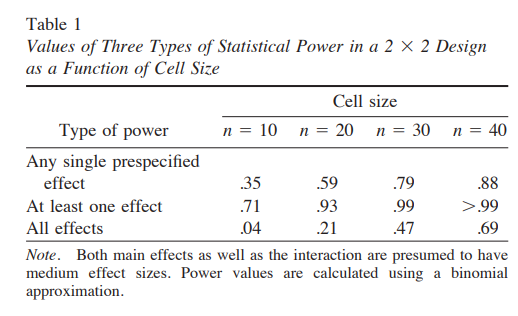 Table 1
Values of Three Types of Statistical Power in a 2 × 2 Design
as a Function of Cell Size
Cell size
Type of power n = 10 n = 20 n = 30 n = 40
Any single prespecified
effect .35 .59 .79 .88
At least one effect .71 .93 .99 >.99
All effects .04 .21 .47 .69
Note. Both main effects as well as the interaction are presumed to have
medium effect sizes. Power values are calculated using a binomial
approximation.